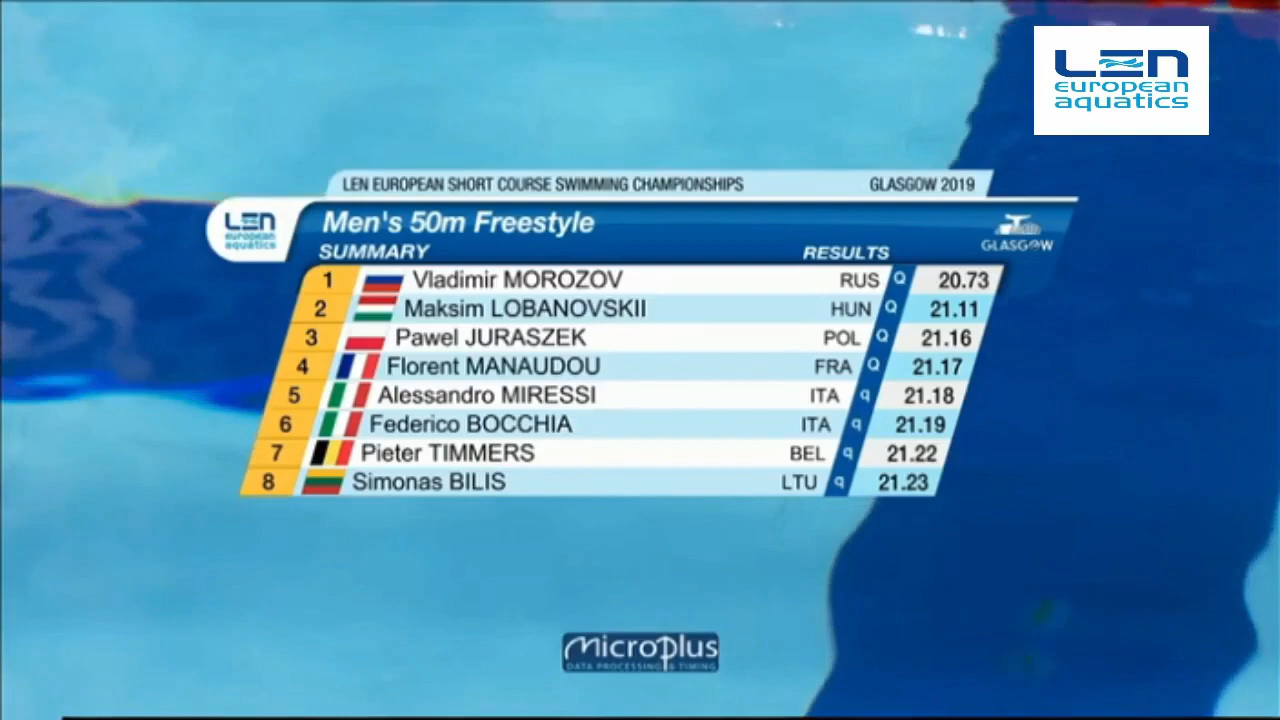 LEN
european
aquatics
LEN EUROPEAN SHORT COURSE SWIMMING CHAMPIONSHIPS GLASGOW 2019
LEN
european
aquatics
Men's 50m Freestyle
GLASGOW
SUMMARY RESULTS
1 Vladimir MOROZOV RUS Q 20.73
2 Maksim LOBANOVSKII HUN Q 21.11
3 Pawel JURASZEK POL Q 21.16
4 Florent MANAUDOU FRA Q 21.17
5 Alessandro MIRESSI ITA q 21.18
6 Federico BOCCHIA ITA q 21.19
7 Pieter TIMMERS BEL q 21.22
8 Simonas BILIS LTU q 21.23
Microplus
DATA PROCESSING & TIMING